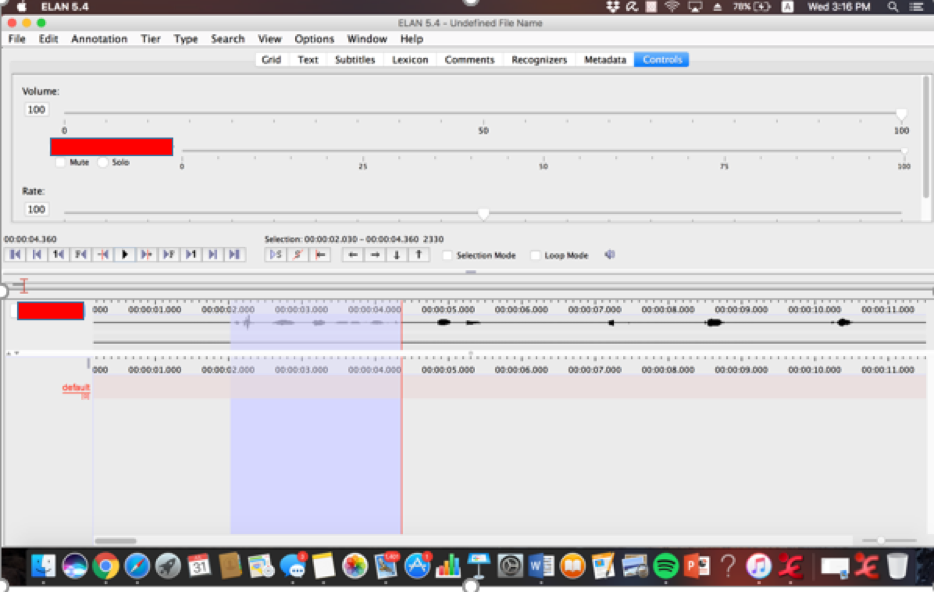 ELAN 5.4 78% A Wed 3:16 PM
ELAN 5.4 - Undefined File Name
File Edit Annotation Tier Type Search View Options Window Help
Grid Text Subtitles Lexicon Comments Recognizers Metadata Controls
Volume:
100
0 50 100
Mute Solo 0 25 50 75 100
Rate:
100
00:00:04.360 Selection: 00:00:02.030 - 00:00:04.360 2330
1 F F 1 S S Selection Mode Loop Mode
000 00:00:01.000 00:00:02.000 00:00:03.000 00:00:04.000 00:00:05.000 00:00:06.000 00:00:07.000 00:00:08.000 00:00:09.000 00:00:10.000 00:00:11.000
000 00:00:01.000 00:00:02.000 00:00:03.000 00:00:04.000 00:00:05.000 00:00:06.000 00:00:07.000 00:00:08.000 00:00:09.000 00:00:10.000 00:00:11.000
default
[0]
31